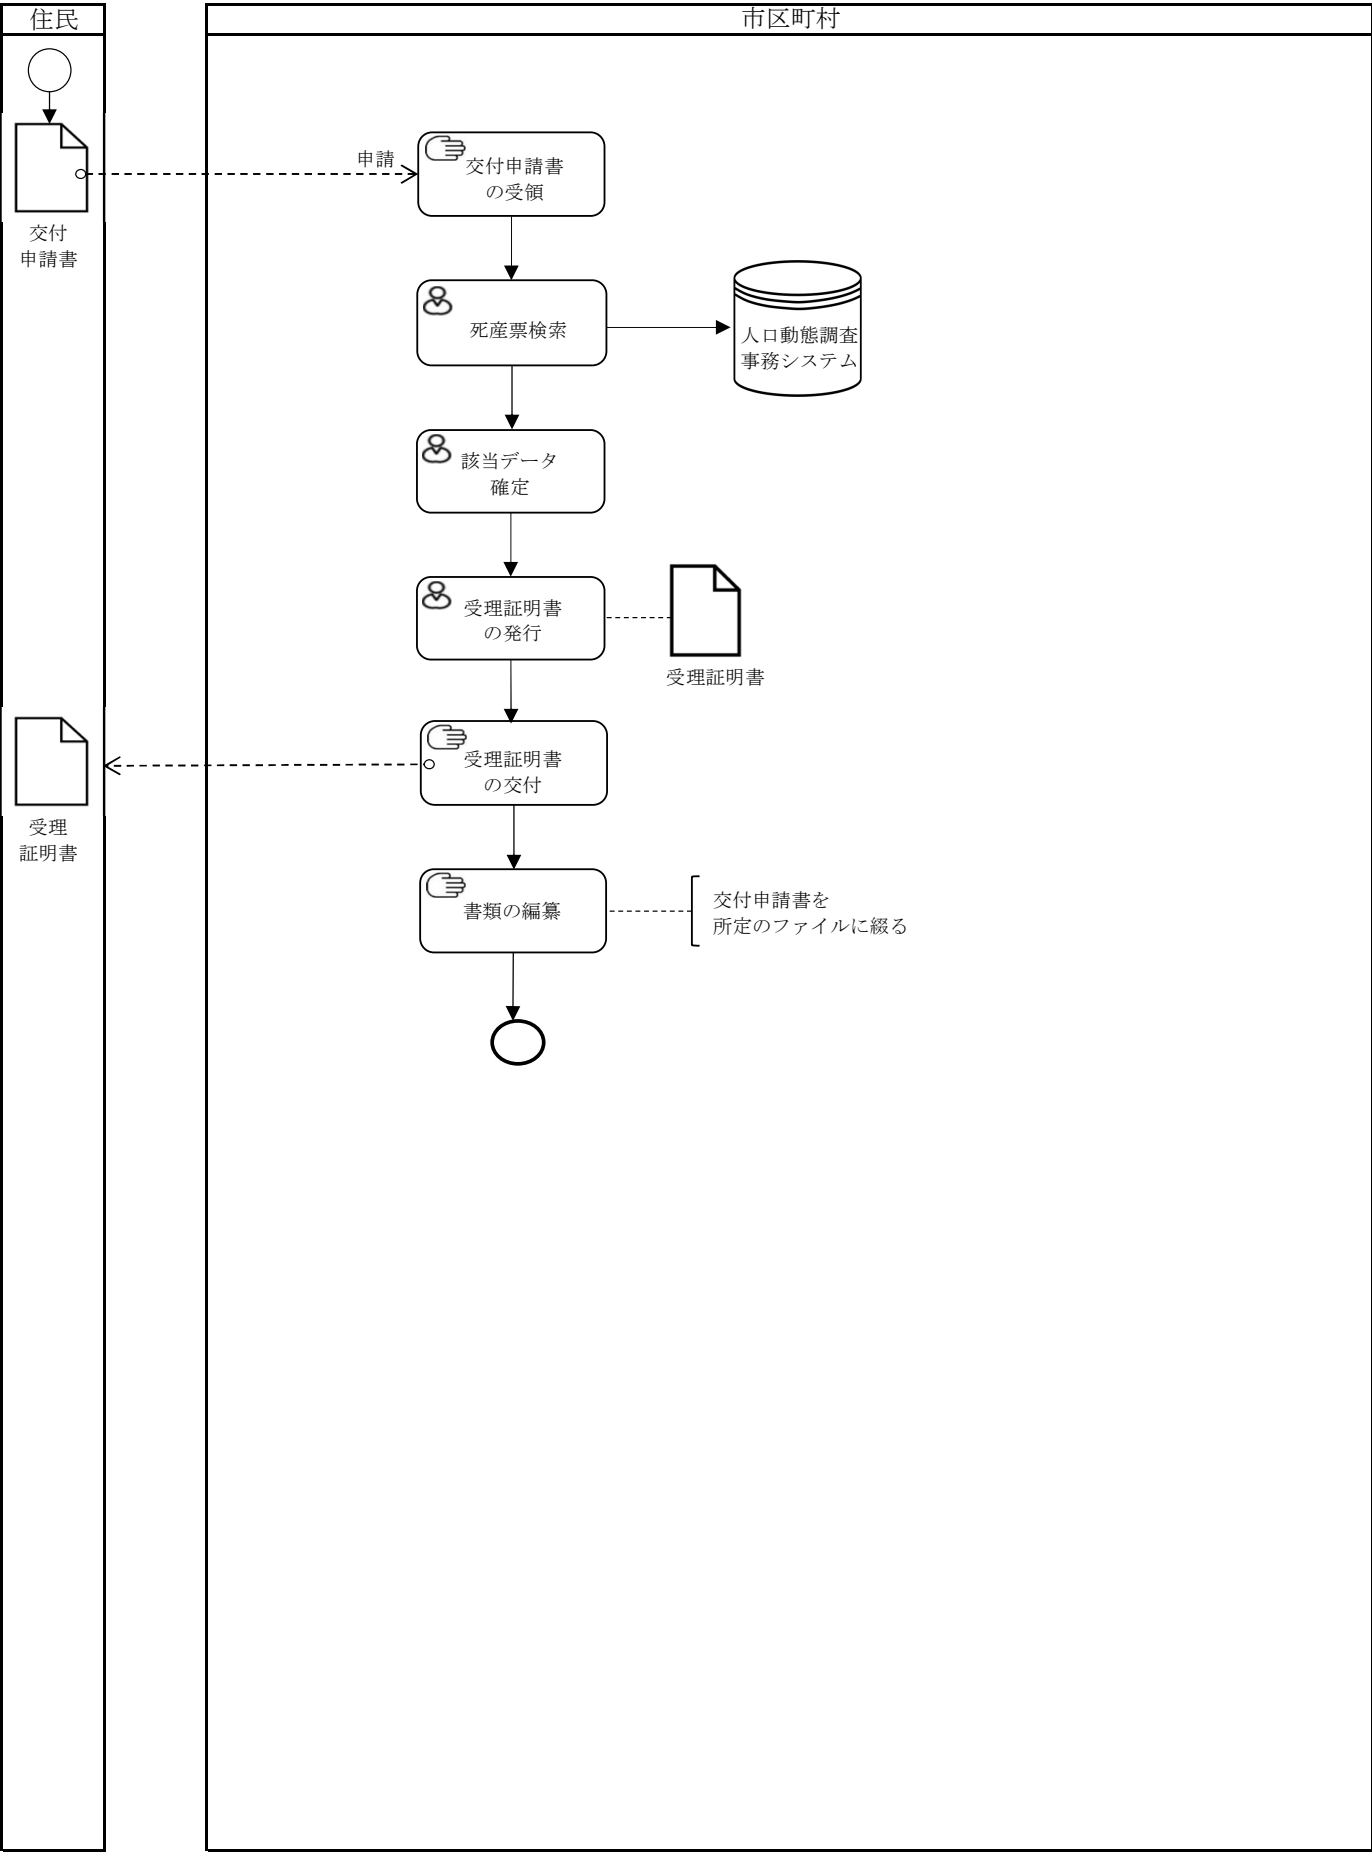 住民
市区町村
申請
交付
申請書
交付申請書
の受領
死産票検索
人口動態調査
事務システム
該当データ
確定
受理証明書
の発行
受理証明書
受理証明書
の交付
受理
証明書
書類の編纂
交付申請書を
所定のファイルに綴る